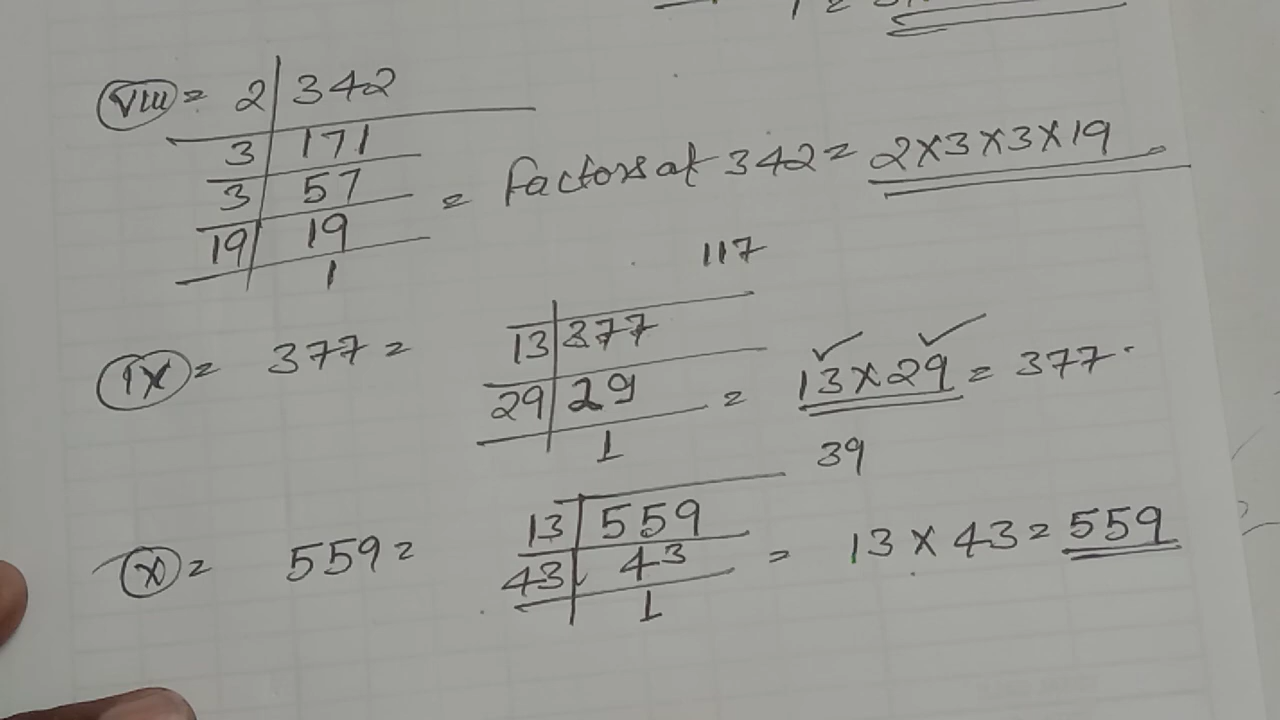 VIII = 2 | 342
3 | 171
3 | 57
19 | 19
1
= Factors of 342 = 2×3×3×19
117
IX = 377 = 13 | 377
29 | 29
1
= 13×29 = 377
39
X = 559 = 13 | 559
43 | 43
1
= 13 × 43 = 559